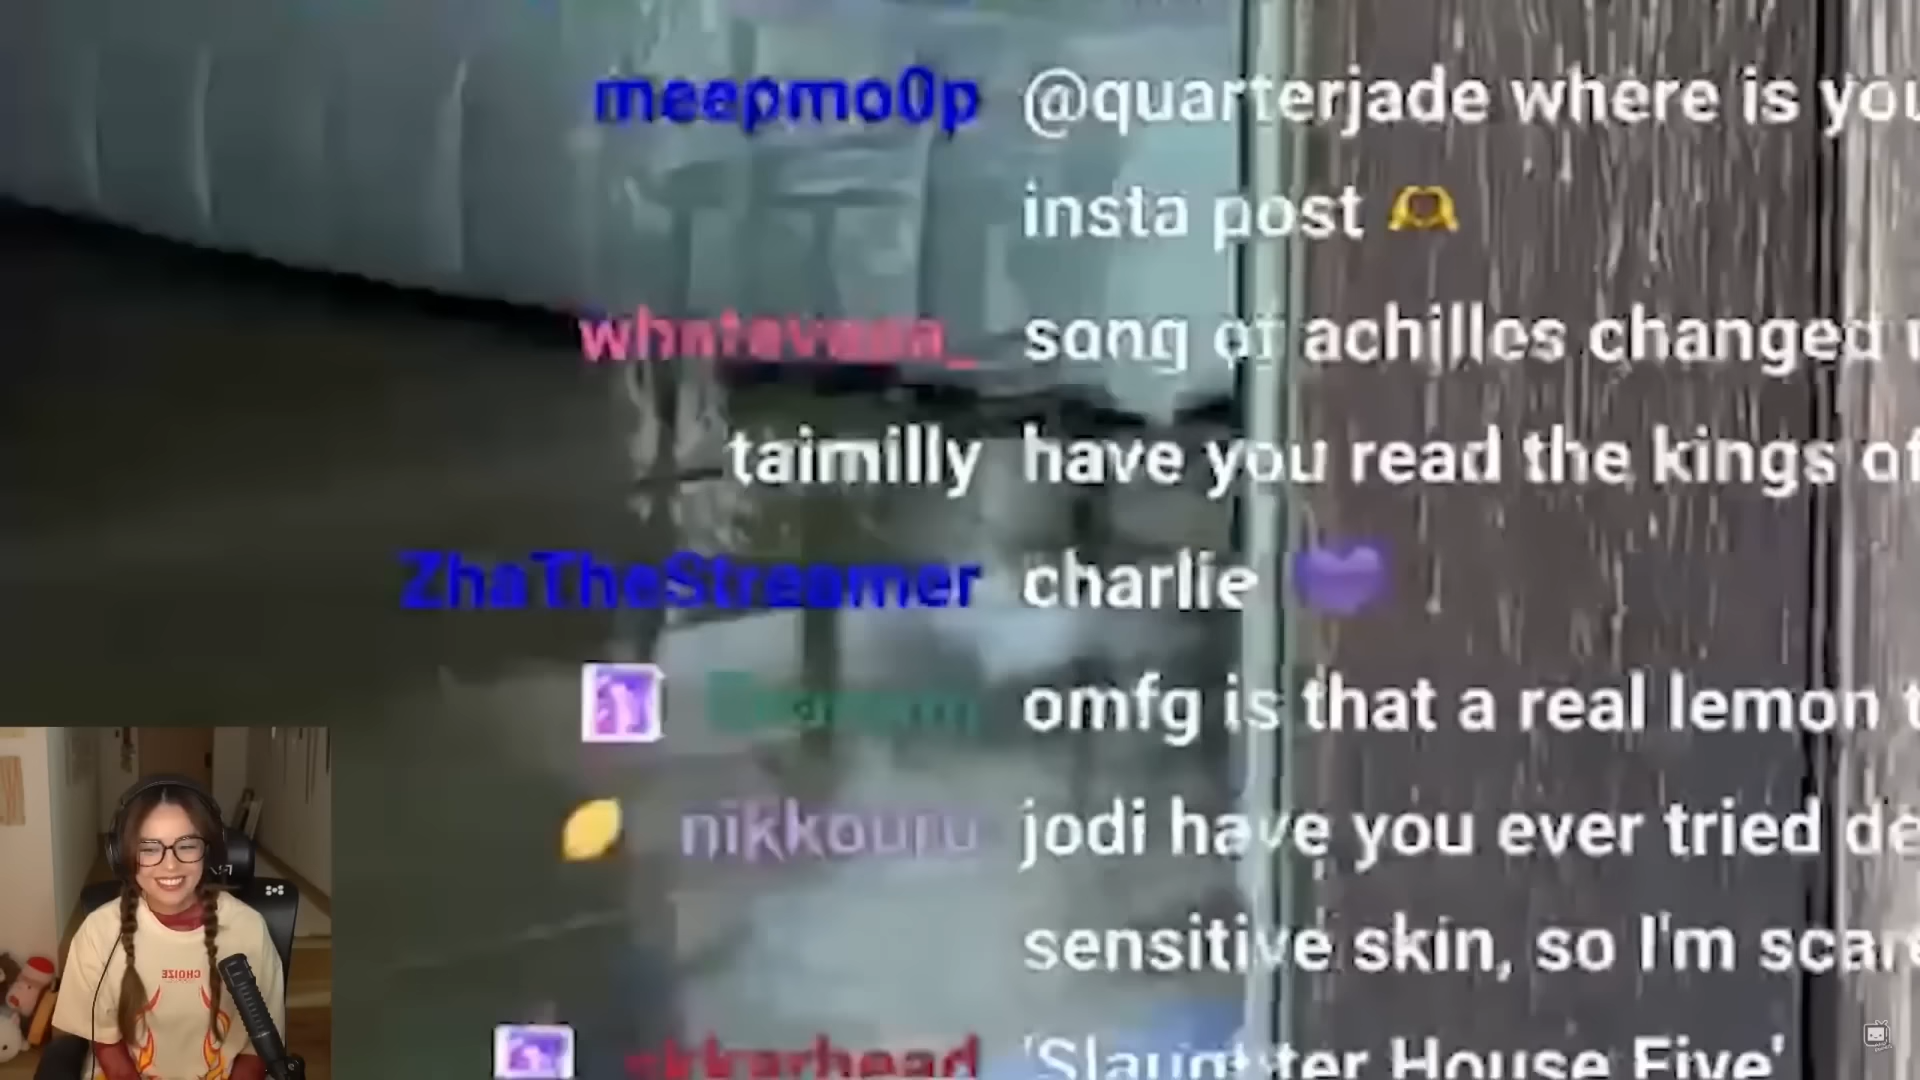 meepmo0p @quarterjade where is you
insta post
song of achilles changed
taimilly have you read the kings of
ZhaTheStreamer charlie
omfg is that a real lemon t
nikkouru jodi have you ever tried de
sensitive skin, so I'm scar
'Slaughter House Five'
CHOIZE